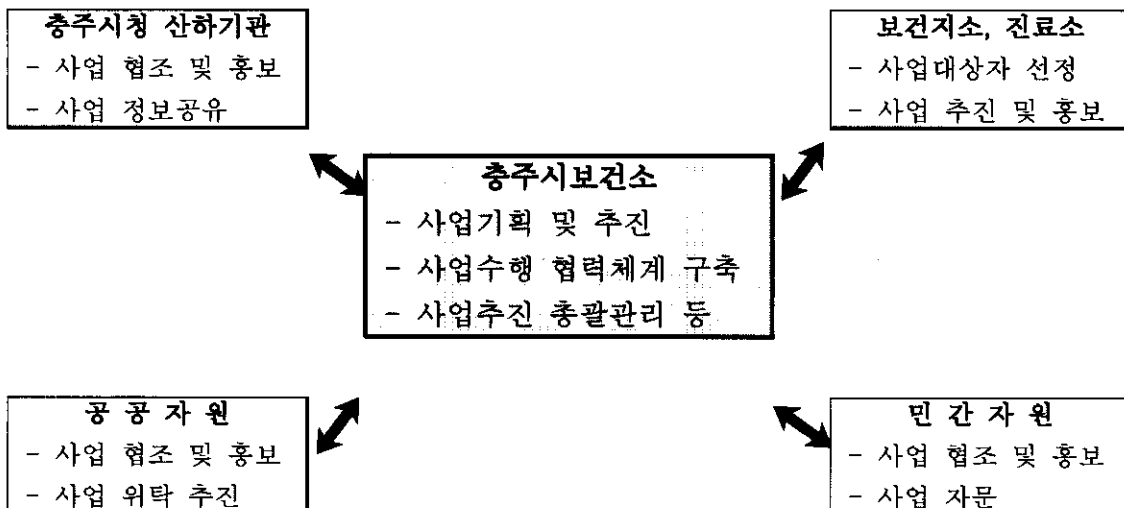 충주시청 산하기관
- 사업 협조 및 홍보
- 사업 정보공유
보건지소, 진료소
- 사업대상자 선정
- 사업 추진 및 홍보
충주시보건소
- 사업기획 및 추진
- 사업수행 협력체계 구축
- 사업추진 총괄관리 등
공 공 자 원
- 사업 협조 및 홍보
- 사업 위탁 추진
민 간 자 원
- 사업 협조 및 홍보
- 사업 자문